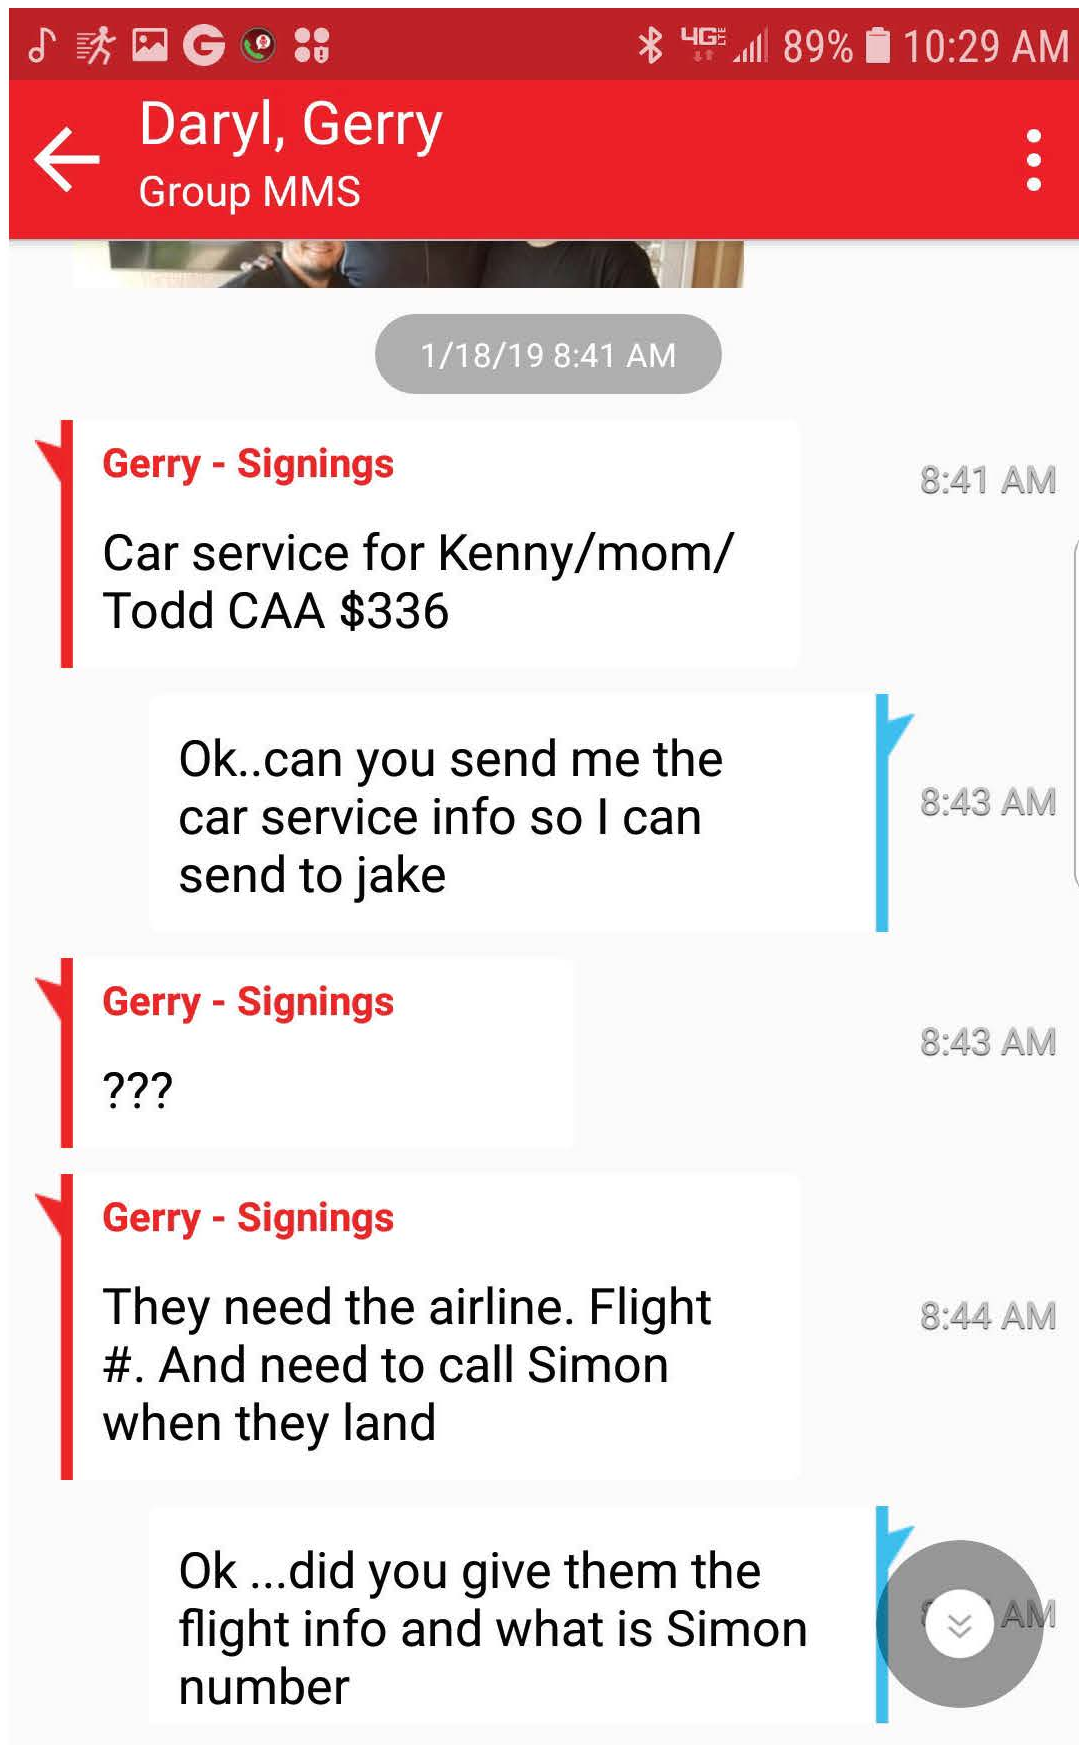 4G LTE 89% 10:29 AM
Daryl, Gerry
Group MMS
1/18/19 8:41 AM
Gerry - Signings
8:41 AM
Car service for Kenny/mom/
Todd CAA $336
Ok..can you send me the
car service info so I can
send to jake
8:43 AM
Gerry - Signings
8:43 AM
???
Gerry - Signings
They need the airline. Flight
#. And need to call Simon
when they land
8:44 AM
Ok ...did you give them the
flight info and what is Simon
number
AM